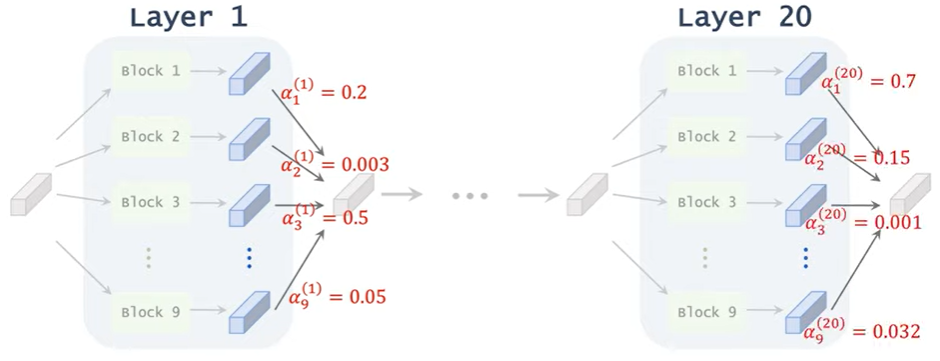 Layer 1
Block 1
α₁⁽¹⁾ = 0.2
Block 2
α₂⁽¹⁾ = 0.003
Block 3
α₃⁽¹⁾ = 0.5
⋮ ⋮
Block 9
α₉⁽¹⁾ = 0.05
...
Layer 20
Block 1
α₁⁽²⁰⁾ = 0.7
Block 2
α₂⁽²⁰⁾ = 0.15
Block 3
α₃⁽²⁰⁾ = 0.001
⋮ ⋮
Block 9
α₉⁽²⁰⁾ = 0.032